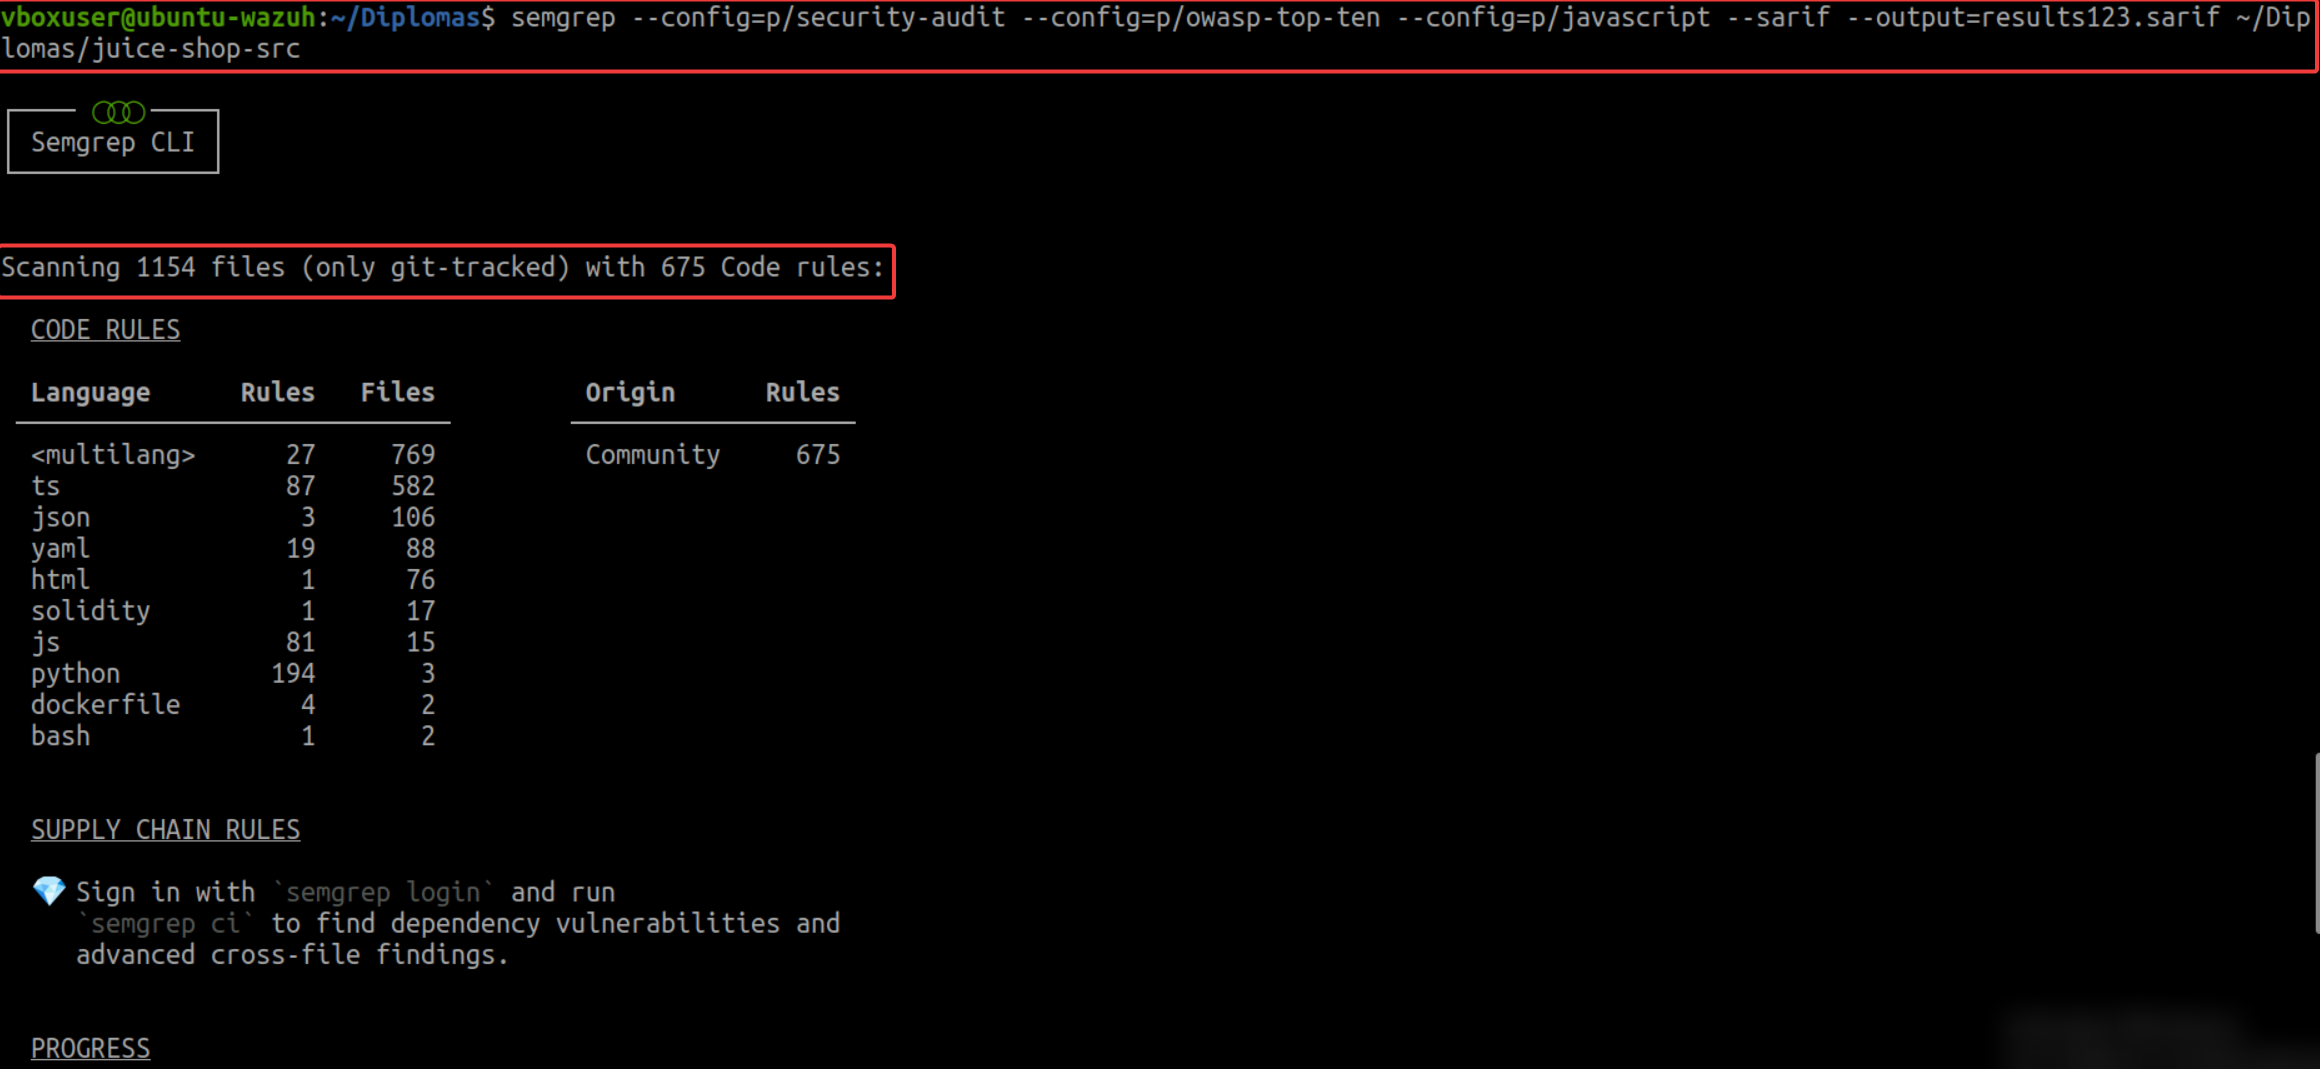 vboxuser@ubuntu-wazuh:~/Diplomas$ semgrep --config=p/security-audit --config=p/owasp-top-ten --config=p/javascript --sarif --output=results123.sarif ~/Dip
lomas/juice-shop-src
Semgrep CLI
Scanning 1154 files (only git-tracked) with 675 Code rules:
CODE RULES
Language Rules Files Origin Rules
<multilang> 27 769 Community 675
ts 87 582
json 3 106
yaml 19 88
html 1 76
solidity 1 17
js 81 15
python 194 3
dockerfile 4 2
bash 1 2
SUPPLY CHAIN RULES
💎 Sign in with `semgrep login` and run
`semgrep ci` to find dependency vulnerabilities and
advanced cross-file findings.
PROGRESS